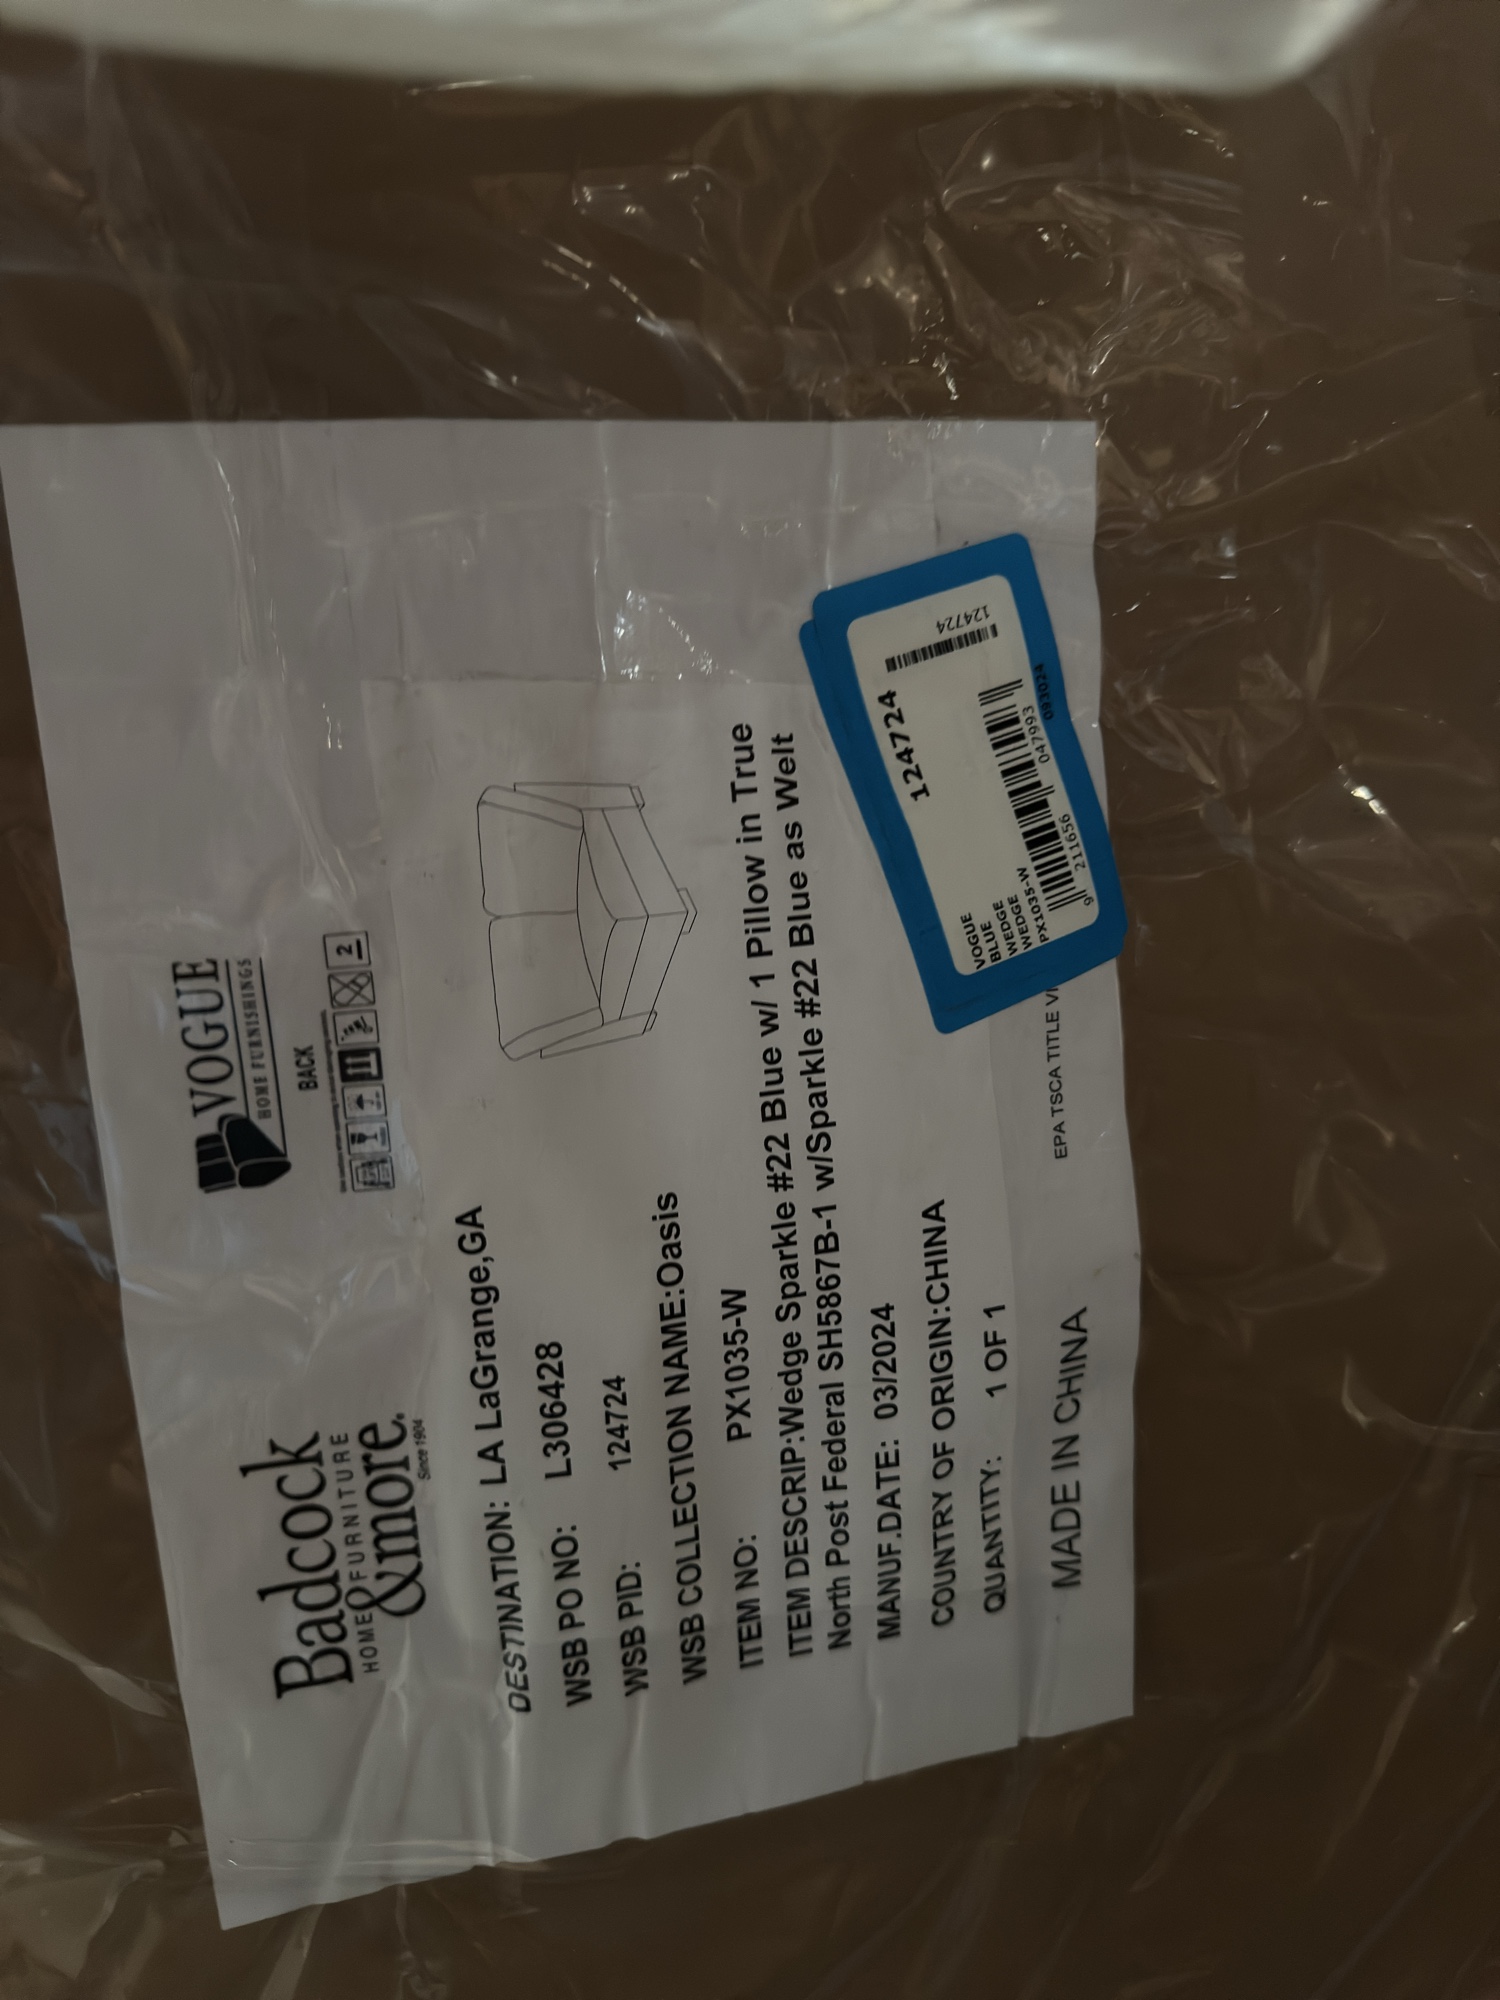 Badcock
HOME FURNITURE
&more®
Since 1904
VOGUE
HOME FURNISHINGS
BACK
2
DESTINATION: LA LaGrange,GA
WSB PO NO: L306428
WSB PID: 124724
WSB COLLECTION NAME:Oasis
ITEM NO: PX1035-W
ITEM DESCRIP:Wedge Sparkle #22 Blue w/ 1 Pillow in True
North Post Federal SH5867B-1 w/Sparkle #22 Blue as Welt
MANUF.DATE: 03/2024
COUNTRY OF ORIGIN:CHINA
QUANTITY: 1 OF 1
MADE IN CHINA
EPA TSCA TITLE VI
124724
124724
VOGUE
BLUE
WEDGE
WEDGE
PX1035-W
9 211656 047993
093024